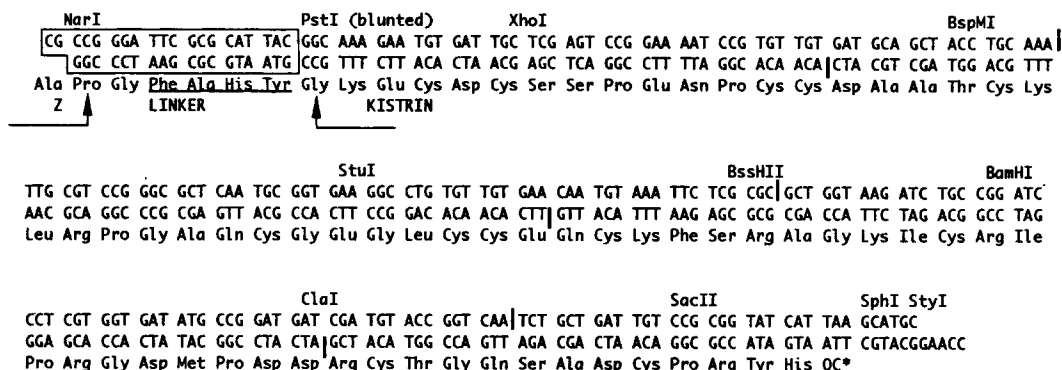 NarI PstI (blunted) XhoI BspMI
CG CCG GGA TTC GCG CAT TAC GGC AAA GAA TGT GAT TGC TCG AGT CCG GAA AAT CCG TGT TGT GAT GCA GCT ACC TGC AAA
GGC CCT AAG CGC GTA ATG CCG TTT CTT ACA CTA ACG AGC TCA GGC CTT TTA GGC ACA ACA CTA CGT CGA TGG ACG TTT
Ala Pro Gly Phe Ala His Tyr Gly Lys Glu Cys Asp Cys Ser Ser Pro Glu Asn Pro Cys Cys Asp Ala Ala Thr Cys Lys
Z LINKER KISTRIN
StuI BssHII BamHI
TTG CGT CCG GGC GCT CAA TGC GGT GAA GGC CTG TGT TGT GAA CAA TGT AAA TTC TCG CGC GCT GGT AAG ATC TGC CGG ATC
AAC GCA GGC CCG CGA GTT ACG CCA CTT CCG GAC ACA ACA CTT GTT ACA TTT AAG AGC GCG CGA CCA TTC TAG ACG GCC TAG
Leu Arg Pro Gly Ala Gln Cys Gly Glu Gly Leu Cys Cys Glu Gln Cys Lys Phe Ser Arg Ala Gly Lys Ile Cys Arg Ile
ClaI SacII SphI StyI
CCT CGT GGT GAT ATG CCG GAT GAT CGA TGT ACC GGT CAA TCT GCT GAT TGT CCG CGG TAT CAT TAA GCATGC
GGA GCA CCA CTA TAC GGC CTA CTA GCT ACA TGG CCA GTT AGA CGA CTA ACA GGC GCC ATA GTA ATT CGTACGGAACC
Pro Arg Gly Asp Met Pro Asp Asp Arg Cys Thr Gly Gln Ser Ala Asp Cys Pro Arg Tyr His OC*